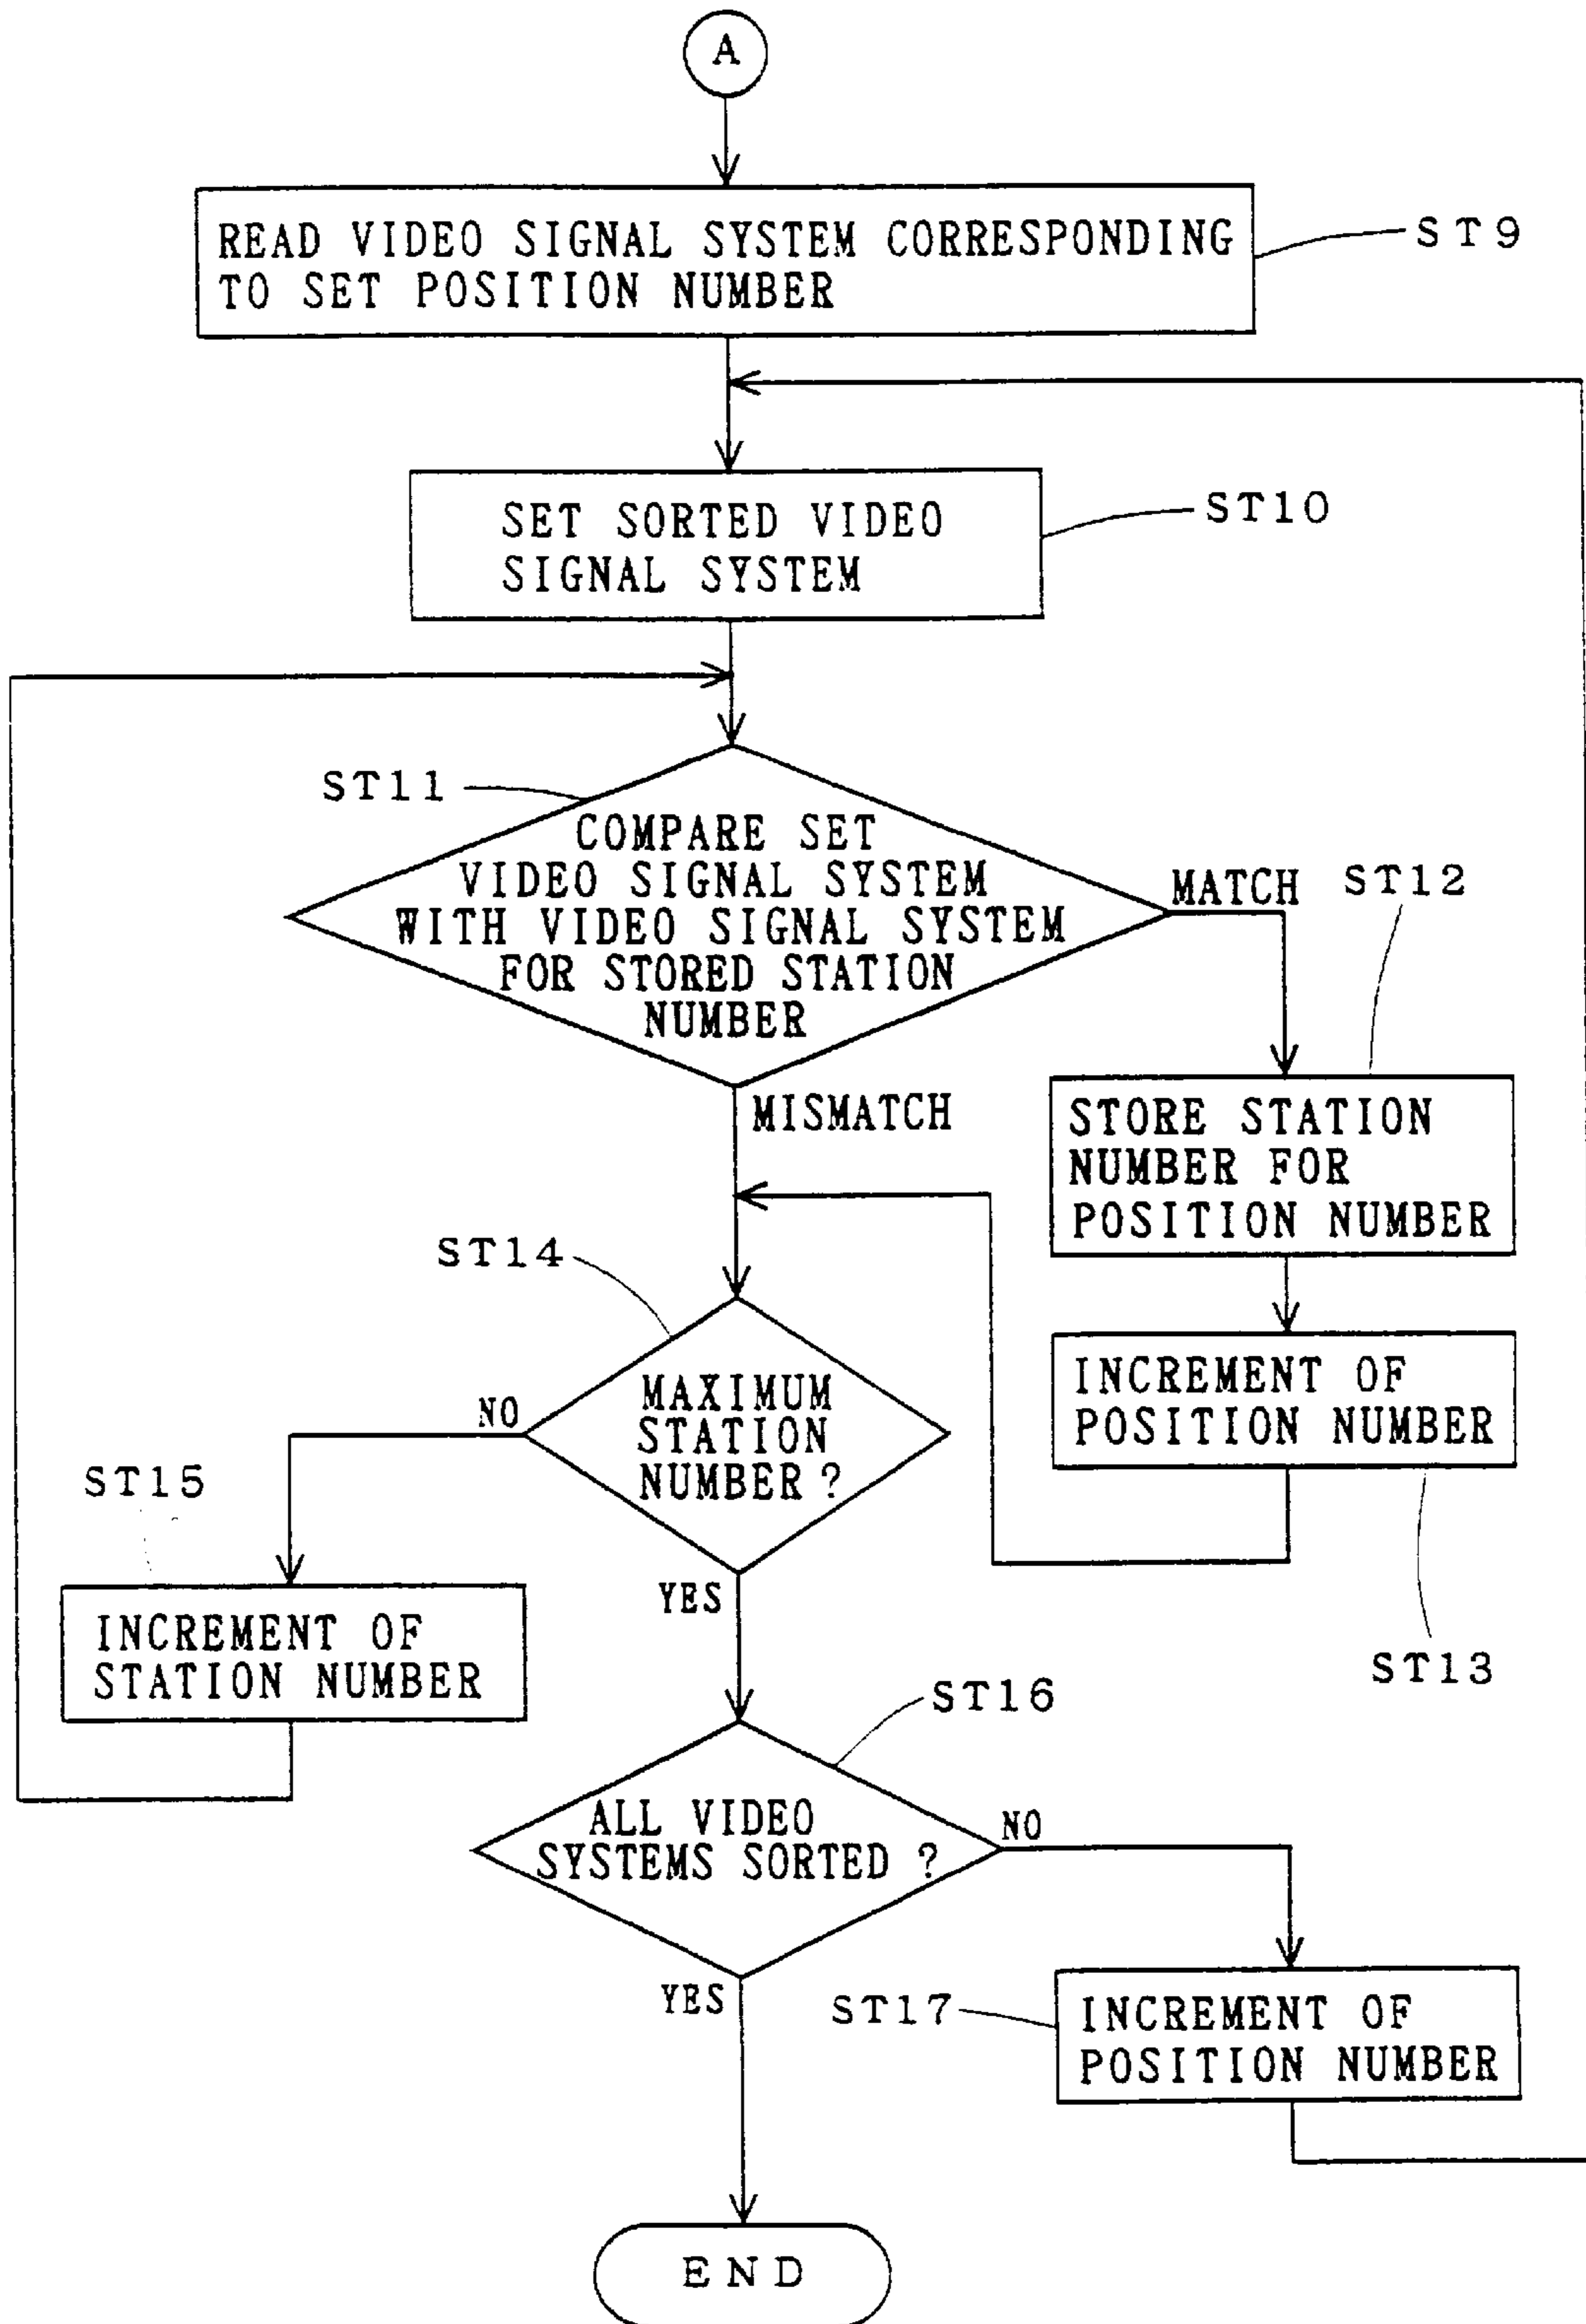 A
READ VIDEO SIGNAL SYSTEM CORRESPONDING
TO SET POSITION NUMBER
ST9
SET SORTED VIDEO
SIGNAL SYSTEM
ST10
ST11
COMPARE SET
VIDEO SIGNAL SYSTEM
WITH VIDEO SIGNAL SYSTEM
FOR STORED STATION
NUMBER
MATCH
ST12
MISMATCH
STORE STATION
NUMBER FOR
POSITION NUMBER
ST14
MAXIMUM
STATION
NUMBER ?
NO
INCREMENT OF
POSITION NUMBER
ST15
YES
INCREMENT OF
STATION NUMBER
ST13
ST16
ALL VIDEO
SYSTEMS SORTED ?
NO
YES
ST17
INCREMENT OF
POSITION NUMBER
END